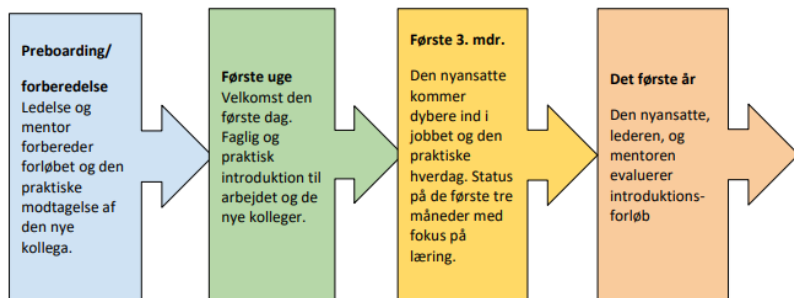 Preboarding/
forberedelse
Ledelse og
mentor
forbereder
forløbet og den
praktiske
modtagelse af
den nye
kollega.
Første uge
Velkomst den
første dag.
Faglig og
praktisk
introduktion til
arbejdet og de
nye kolleger.
Første 3. mdr.
Den nyansatte
kommer
dybere ind i
jobbet og den
praktiske
hverdag. Status
på de første tre
måneder med
fokus på
læring.
Det første år
Den nyansatte,
lederen, og
mentoren
evaluerer
introduktions-
forløb